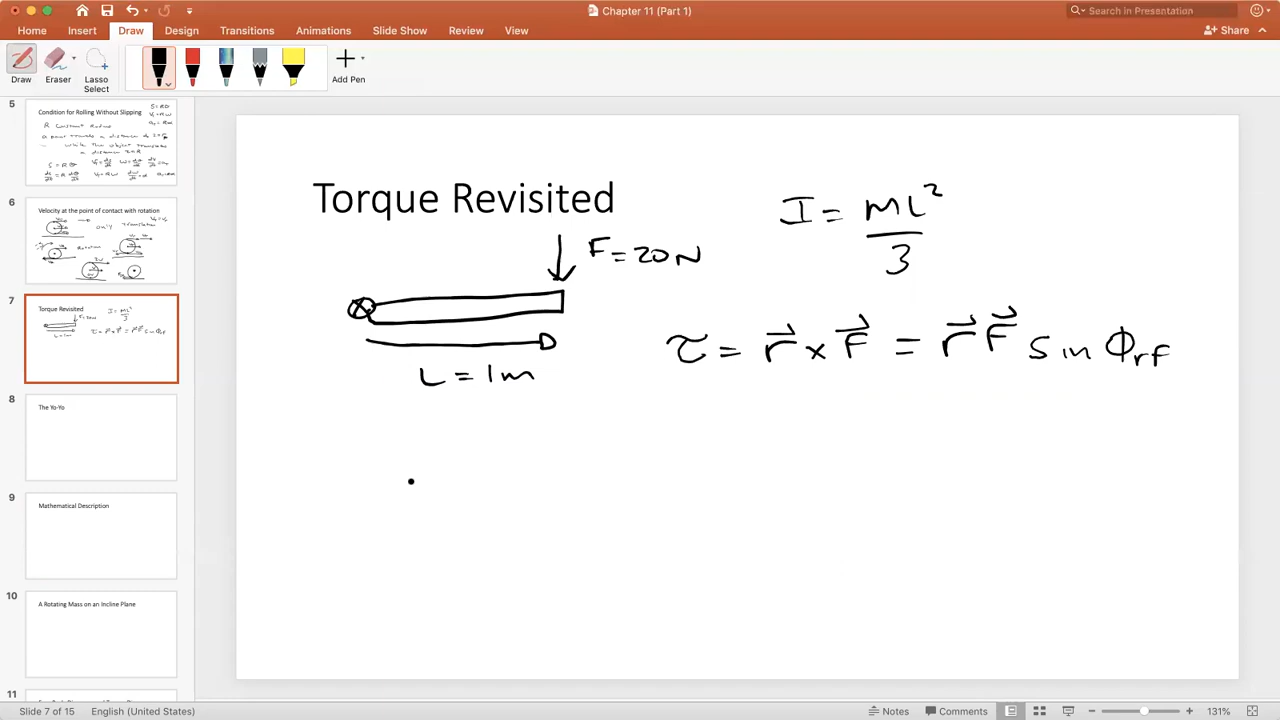 Chapter 11 (Part 1)
Search in Presentation
Home Insert Draw Design Transitions Animations Slide Show Review View
Share
Draw Eraser Lasso Select Add Pen
5
Condition for Rolling Without Slipping
6
Velocity at the point of contact with rotation
only
7
Torque Revisited
8
The Yo-Yo
9
Mathematical Description
10
A Rotating Mass on an Incline Plane
11
Torque Revisited
I = ML²/3
F = 20N
τ = r⃗ × F⃗ = r⃗ F⃗ sin Φrf
L = 1m
Slide 7 of 15 English (United States)
Notes Comments 131%